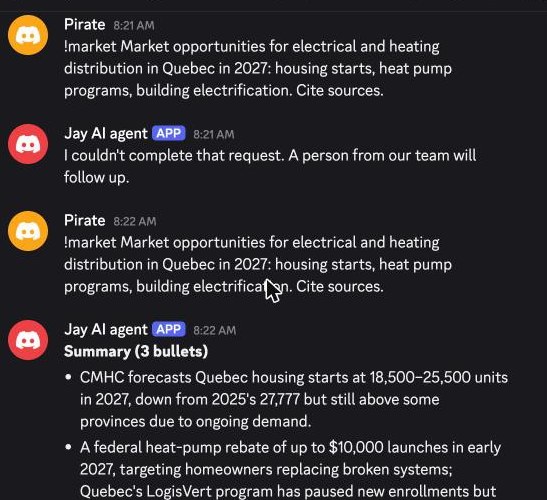 Pirate 8:21 AM
!market Market opportunities for electrical and heating
distribution in Quebec in 2027: housing starts, heat pump
programs, building electrification. Cite sources.
Jay AI agent APP 8:21 AM
I couldn't complete that request. A person from our team will
follow up.
Pirate 8:22 AM
!market Market opportunities for electrical and heating
distribution in Quebec in 2027: housing starts, heat pump
programs, building electrification. Cite sources.
Jay AI agent APP 8:22 AM
Summary (3 bullets)
• CMHC forecasts Quebec housing starts at 18,500–25,500 units
in 2027, down from 2025's 27,777 but still above some
provinces due to ongoing demand.
• A federal heat-pump rebate of up to $10,000 launches in early
2027, targeting homeowners replacing broken systems;
Quebec's LogisVert program has paused new enrollments but